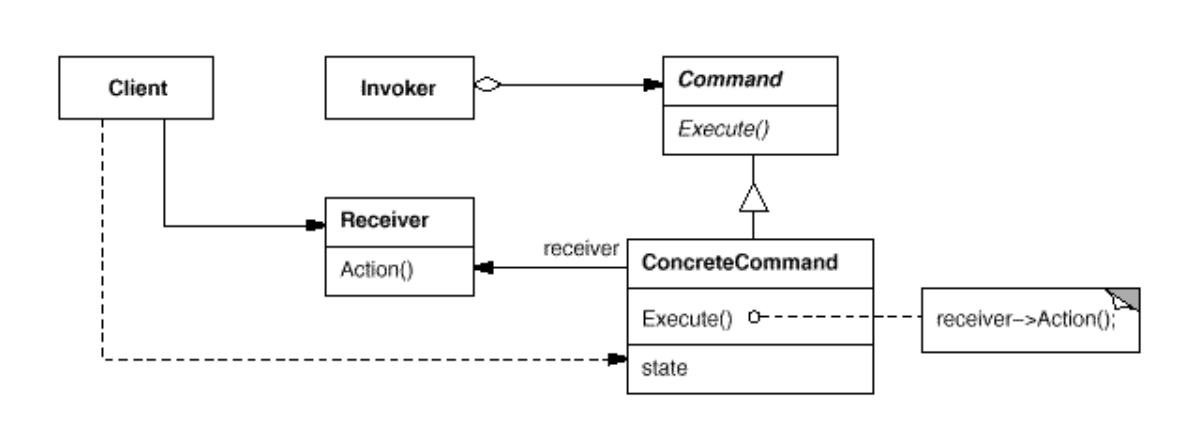 Client
Invoker
Command
Execute()
Receiver
Action()
receiver
ConcreteCommand
Execute()
receiver–>Action();
state